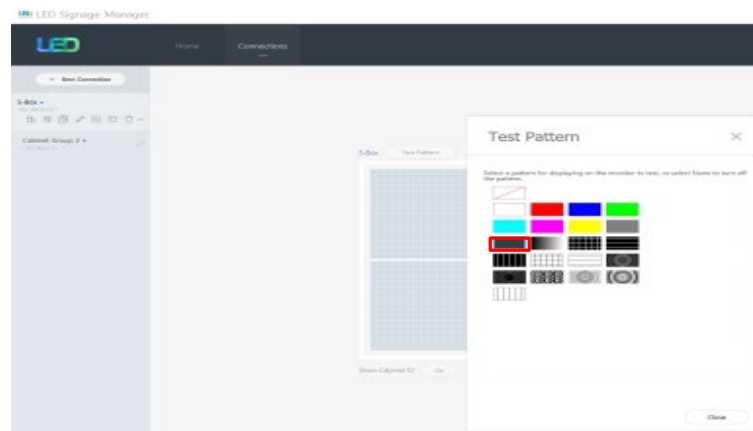 LED Signage Manager
LED
Home
Connections
New Connection
S-Box
Cabinet Group 2
S-Box
Test Pattern
Test Pattern
Select a pattern for displaying on the monitor to test, or select None to turn off
the pattern.
Show Cabinet ID
On
Close